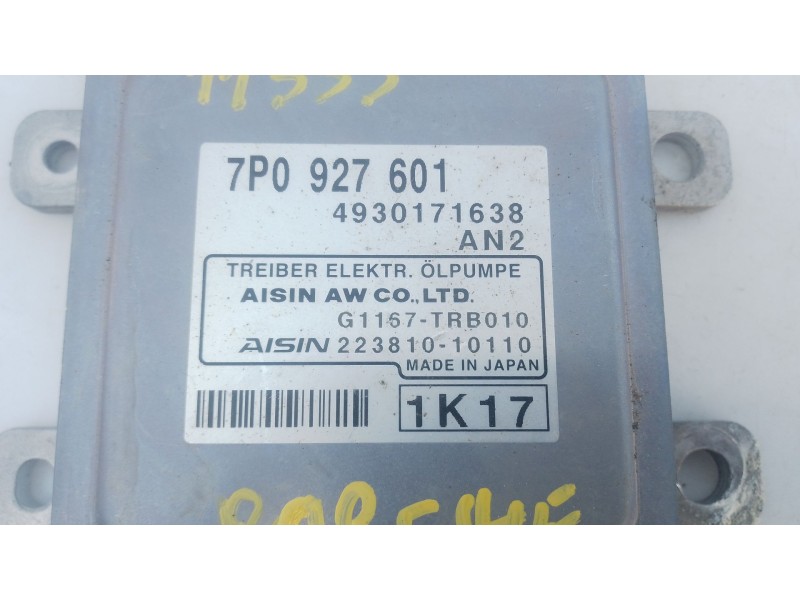 7P0 927 601
4930171638
AN2
TREIBER ELEKTR. ÖLPUMPE
AISIN AW CO.,LTD.
G1167-TRB010
AISIN 223810-10110
MADE IN JAPAN
1K17
PORSCHE